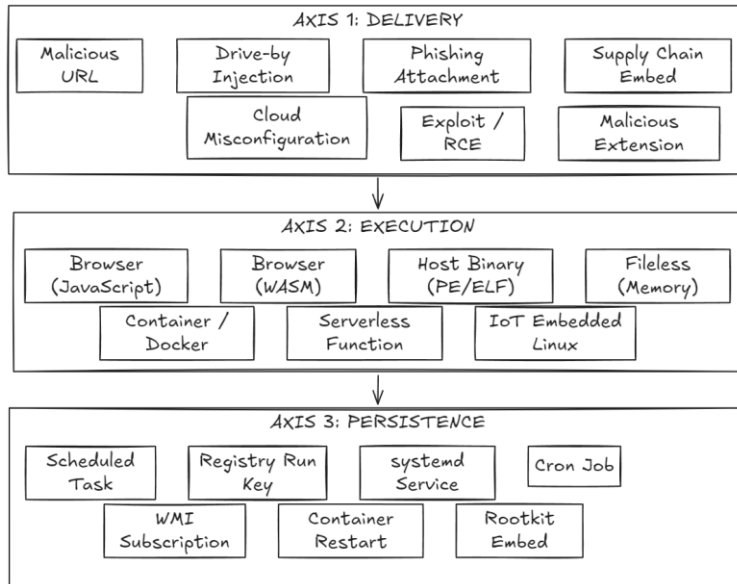 AXIS 1: DELIVERY
Malicious
URL
Drive-by
Injection
Phishing
Attachment
Supply Chain
Embed
Cloud
Misconfiguration
Exploit /
RCE
Malicious
Extension
AXIS 2: EXECUTION
Browser
(JavaScript)
Browser
(WASM)
Host Binary
(PE/ELF)
Fileless
(Memory)
Container /
Docker
Serverless
Function
IoT Embedded
Linux
AXIS 3: PERSISTENCE
Scheduled
Task
Registry Run
Key
systemd
Service
Cron Job
WMI
Subscription
Container
Restart
Rootkit
Embed